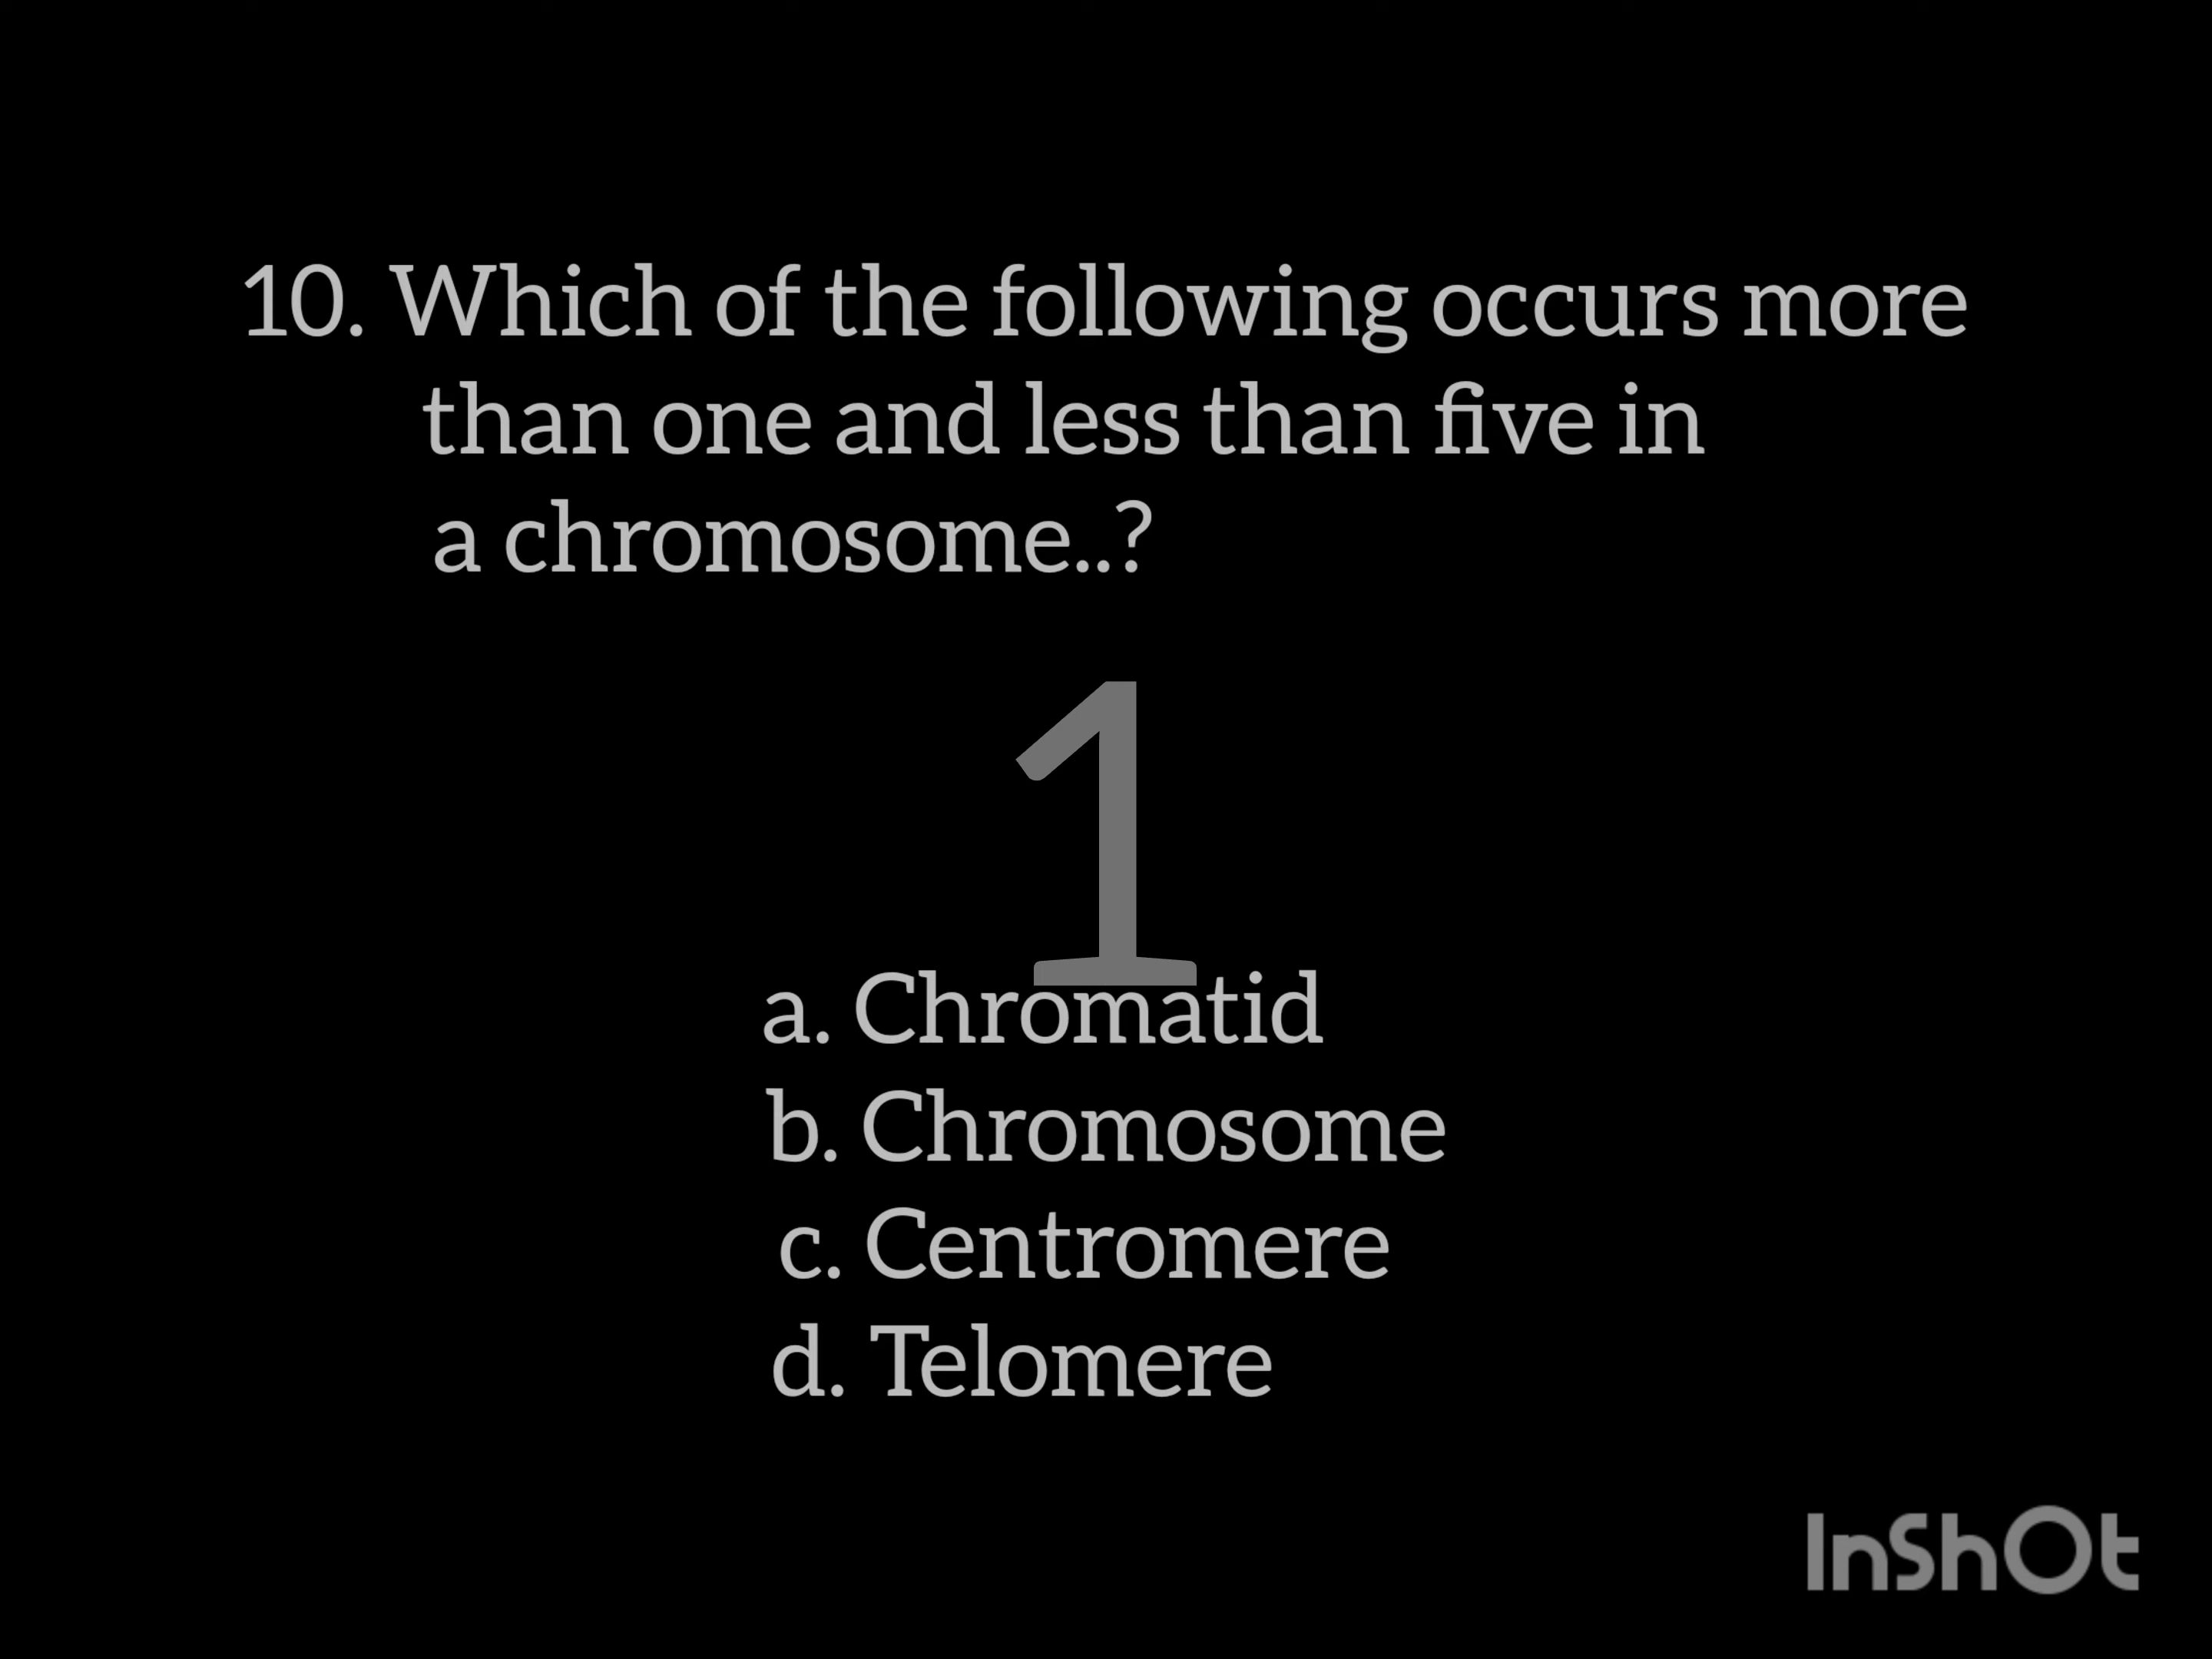 10. Which of the following occurs more
than one and less than five in
a chromosome..?
1
a. Chromatid
b. Chromosome
c. Centromere
d. Telomere
InShOt